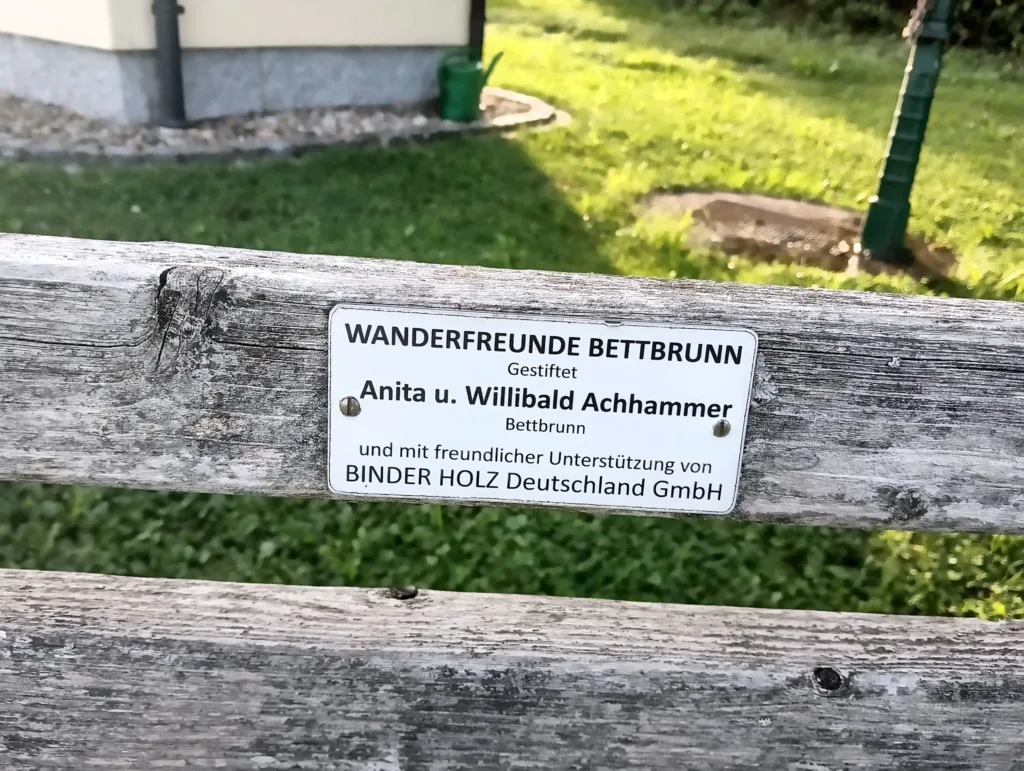 WANDERFREUNDE BETTBRUNN
Gestiftet
Anita u. Willibald Achhammer
Bettbrunn
und mit freundlicher Unterstützung von
BINDER HOLZ Deutschland GmbH